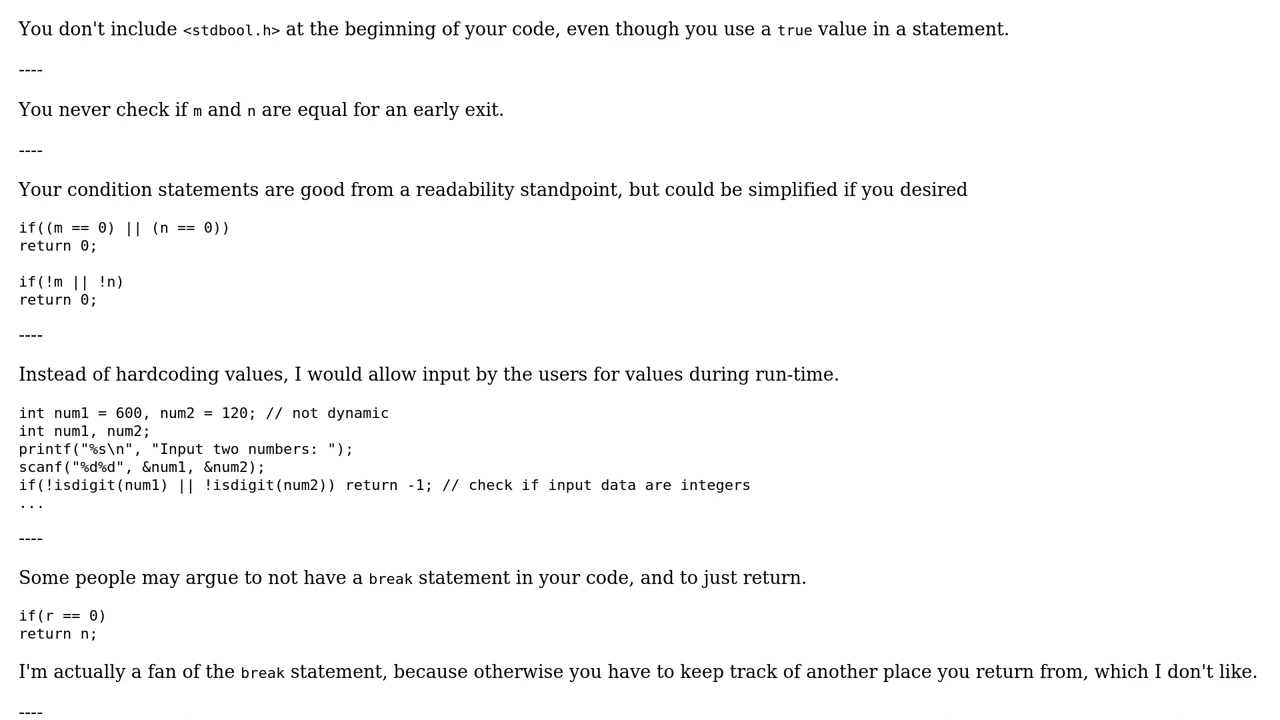 You don't include <stdbool.h> at the beginning of your code, even though you use a true value in a statement.
----
You never check if m and n are equal for an early exit.
----
Your condition statements are good from a readability standpoint, but could be simplified if you desired
if((m == 0) || (n == 0))
return 0;
if(!m || !n)
return 0;
----
Instead of hardcoding values, I would allow input by the users for values during run-time.
int num1 = 600, num2 = 120; // not dynamic
int num1, num2;
printf("%s\n", "Input two numbers: ");
scanf("%d%d", &num1, &num2);
if(!isdigit(num1) || !isdigit(num2)) return -1; // check if input data are integers
...
----
Some people may argue to not have a break statement in your code, and to just return.
if(r == 0)
return n;
I'm actually a fan of the break statement, because otherwise you have to keep track of another place you return from, which I don't like.
----